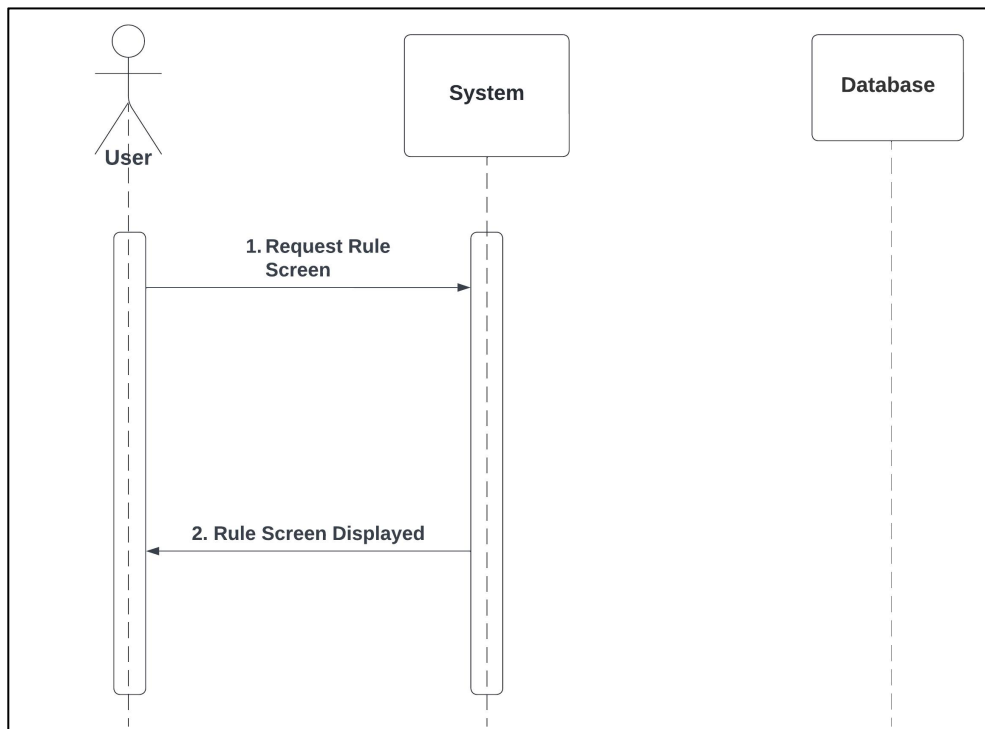 System
Database
User
1. Request Rule
Screen
2. Rule Screen Displayed